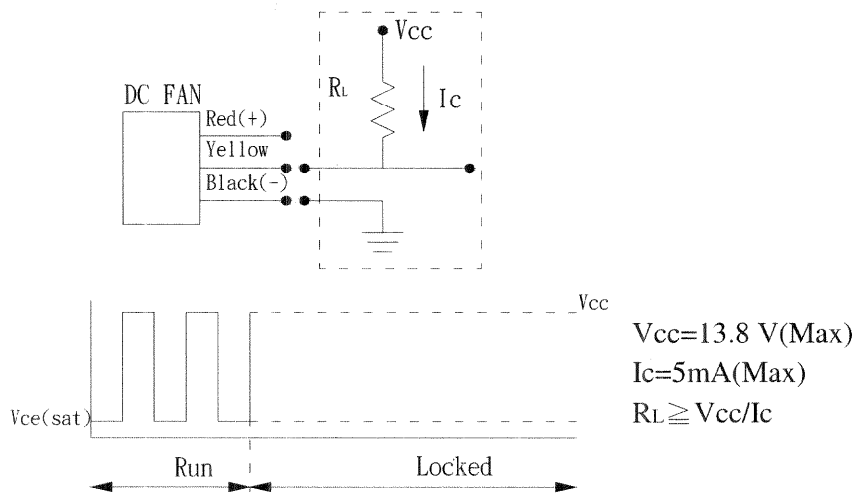 Vcc
RL
Ic
DC FAN
Red(+)
Yellow
Black(-)
Vcc
Vce(sat)
Run
Locked
Vcc=13.8 V(Max)
Ic=5mA(Max)
RL≧Vcc/Ic